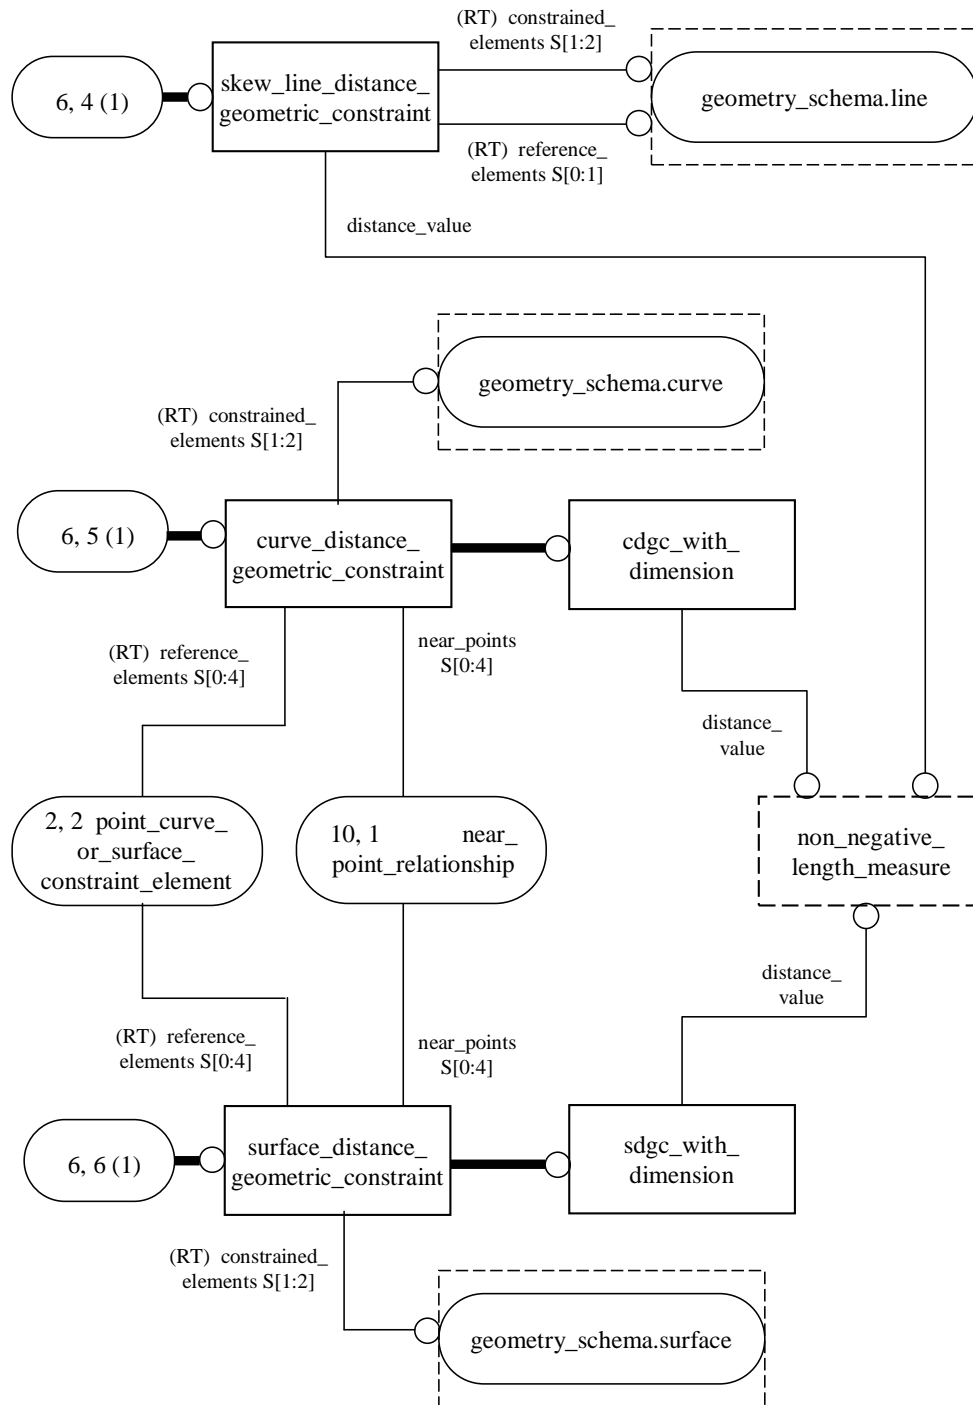 (RT) constrained_
elements S[1:2]
6, 4 (1)
skew_line_distance_
geometric_constraint
geometry_schema.line
(RT) reference_
elements S[0:1]
distance_value
geometry_schema.curve
(RT) constrained_
elements S[1:2]
6, 5 (1)
curve_distance_
geometric_constraint
cdgc_with_
dimension
(RT) reference_
elements S[0:4]
near_points
S[0:4]
distance_
value
2, 2 point_curve_
or_surface_
constraint_element
10, 1 near_
point_relationship
non_negative_
length_measure
distance_
value
(RT) reference_
elements S[0:4]
near_points
S[0:4]
6, 6 (1)
surface_distance_
geometric_constraint
sdgc_with_
dimension
(RT) constrained_
elements S[1:2]
geometry_schema.surface